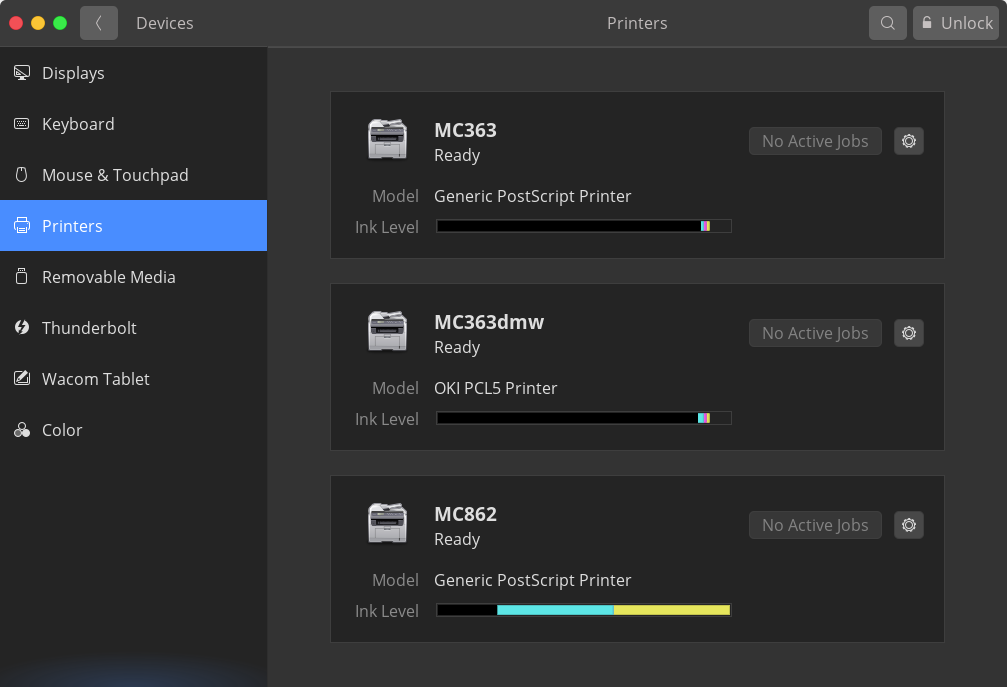 Devices
Printers
Unlock
Displays
Keyboard
Mouse & Touchpad
Printers
Removable Media
Thunderbolt
Wacom Tablet
Color
MC363
Ready
No Active Jobs
Model Generic PostScript Printer
Ink Level
MC363dmw
Ready
No Active Jobs
Model OKI PCL5 Printer
Ink Level
MC862
Ready
No Active Jobs
Model Generic PostScript Printer
Ink Level